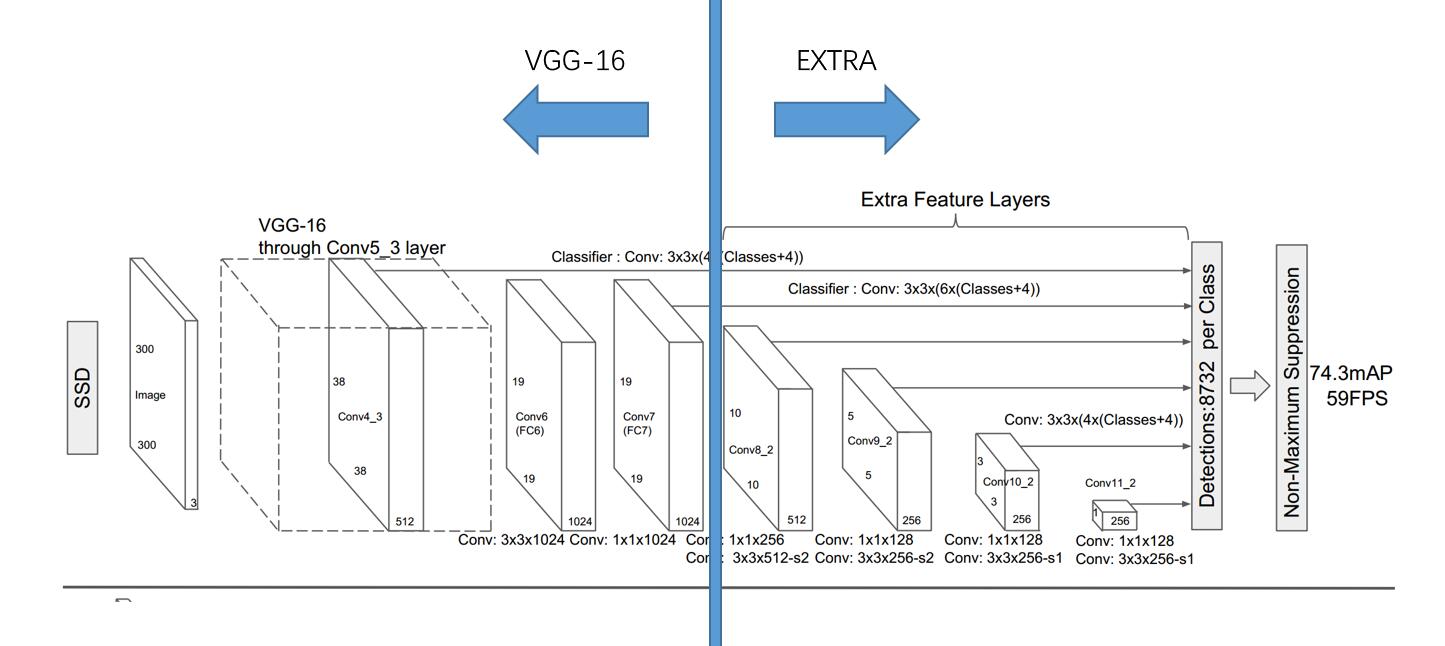 VGG-16
EXTRA
Extra Feature Layers
VGG-16
through Conv5_3 layer
Classifier : Conv: 3x3x(4 (Classes+4))
Classifier : Conv: 3x3x(6x(Classes+4))
SSD
300
Image
300
3
38
Conv4_3
38
512
19
Conv6
(FC6)
19
1024
19
Conv7
(FC7)
19
1024
10
Conv8_2
10
512
5
Conv9_2
5
256
Conv: 3x3x(4x(Classes+4))
3
Conv10_2
3
256
Conv11_2
1
256
Detections:8732 per Class
Non-Maximum Suppression
74.3mAP
59FPS
Conv: 3x3x1024
Conv: 1x1x1024
Con : 1x1x256
Con : 3x3x512-s2
Conv: 1x1x128
Conv: 3x3x256-s2
Conv: 1x1x128
Conv: 3x3x256-s1
Conv: 1x1x128
Conv: 3x3x256-s1